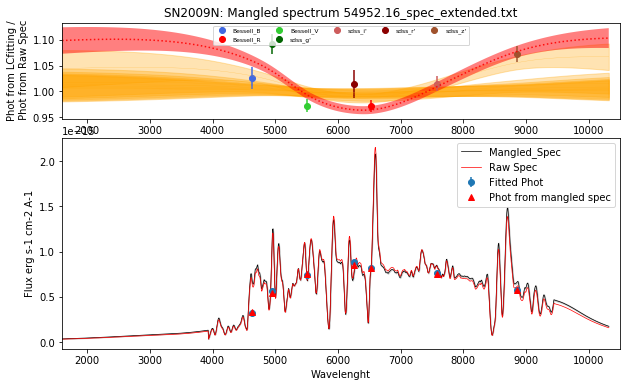 SN2009N: Mangled spectrum 54952.16_spec_extended.txt
Phot from LCfitting /
Phot from Raw Spec
1.10
1.05
1.00
0.95
Bessell_B
Bessell_R
Bessell_V
sdss_g'
sdss_i'
sdss_r'
sdss_z'
2000 3000 4000 5000 6000 7000 8000 9000 10000
1e−15
Flux erg s-1 cm-2 A-1
2.0
1.5
1.0
0.5
0.0
Mangled_Spec
Raw Spec
Fitted Phot
Phot from mangled spec
2000 3000 4000 5000 6000 7000 8000 9000 10000
Wavelenght